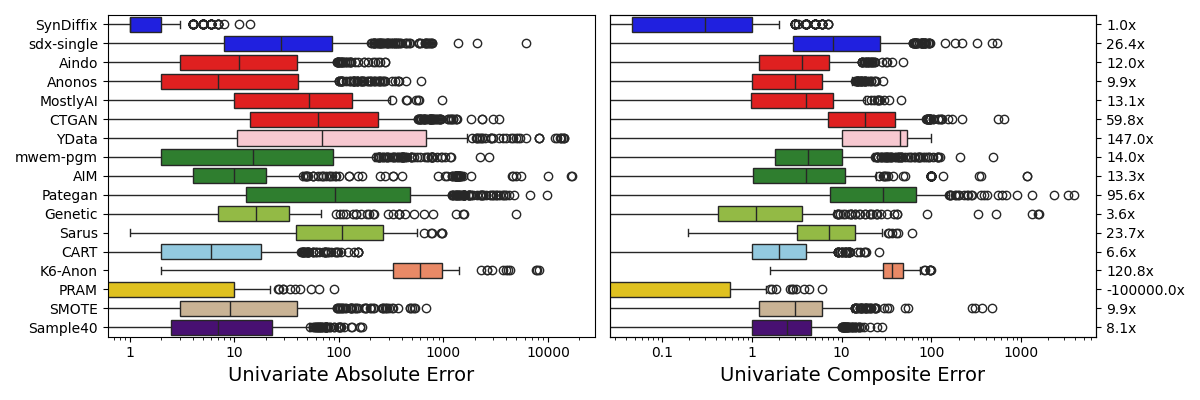 SynDiffix
sdx-single
Aindo
Anonos
MostlyAI
CTGAN
YData
mwem-pgm
AIM
Pategan
Genetic
Sarus
CART
K6-Anon
PRAM
SMOTE
Sample40
1 10 100 1000 10000
Univariate Absolute Error
0.1 1 10 100 1000
Univariate Composite Error
1.0x
26.4x
12.0x
9.9x
13.1x
59.8x
147.0x
14.0x
13.3x
95.6x
3.6x
23.7x
6.6x
120.8x
-100000.0x
9.9x
8.1x